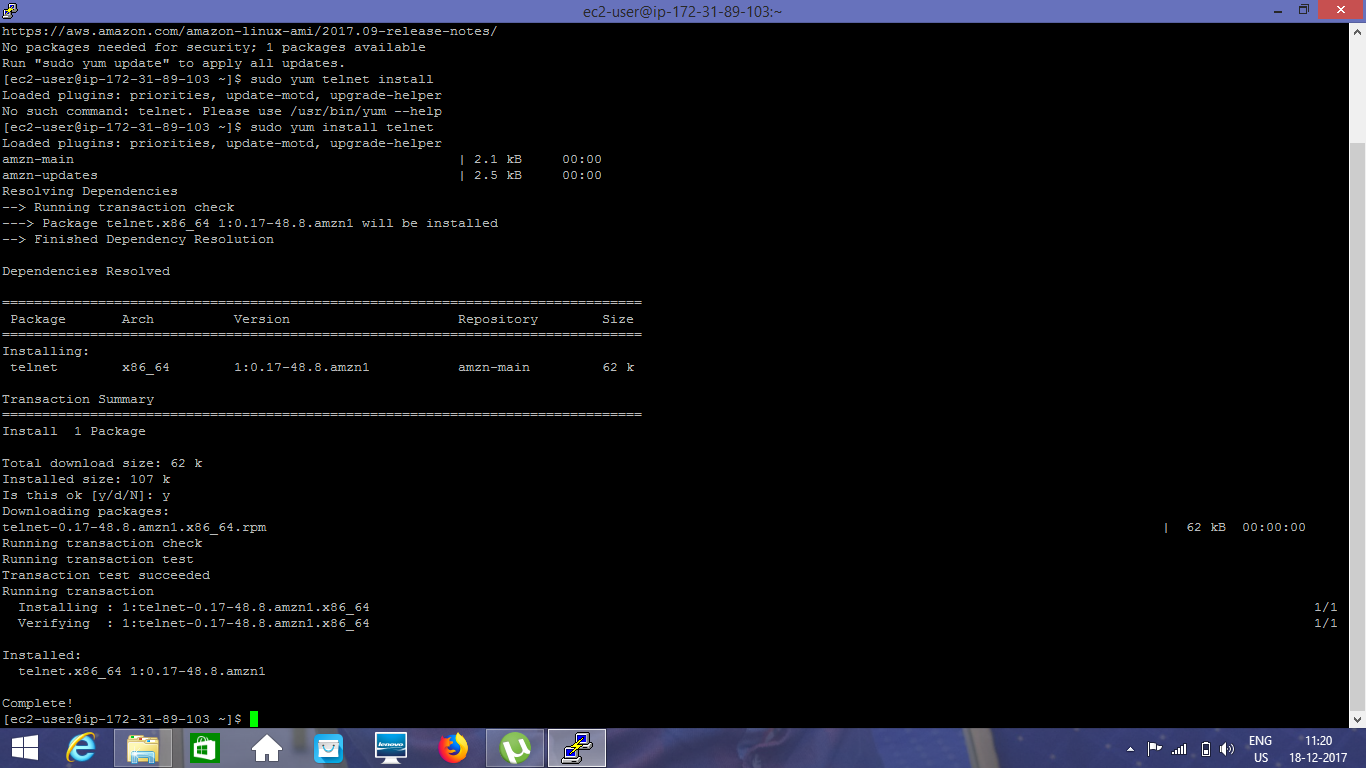 ec2-user@ip-172-31-89-103:~
https://aws.amazon.com/amazon-linux-ami/2017.09-release-notes/
No packages needed for security; 1 packages available
Run "sudo yum update" to apply all updates.
[ec2-user@ip-172-31-89-103 ~]$ sudo yum telnet install
Loaded plugins: priorities, update-motd, upgrade-helper
No such command: telnet. Please use /usr/bin/yum --help
[ec2-user@ip-172-31-89-103 ~]$ sudo yum install telnet
Loaded plugins: priorities, update-motd, upgrade-helper
amzn-main | 2.1 kB 00:00
amzn-updates | 2.5 kB 00:00
Resolving Dependencies
--> Running transaction check
---> Package telnet.x86_64 1:0.17-48.8.amzn1 will be installed
--> Finished Dependency Resolution
Dependencies Resolved
================================================================================
Package Arch Version Repository Size
================================================================================
Installing:
telnet x86_64 1:0.17-48.8.amzn1 amzn-main 62 k
Transaction Summary
================================================================================
Install 1 Package
Total download size: 62 k
Installed size: 107 k
Is this ok [y/d/N]: y
Downloading packages:
telnet-0.17-48.8.amzn1.x86_64.rpm | 62 kB 00:00:00
Running transaction check
Running transaction test
Transaction test succeeded
Running transaction
Installing : 1:telnet-0.17-48.8.amzn1.x86_64 1/1
Verifying : 1:telnet-0.17-48.8.amzn1.x86_64 1/1
Installed:
telnet.x86_64 1:0.17-48.8.amzn1
Complete!
[ec2-user@ip-172-31-89-103 ~]$
lenovo
ENG 11:20
US 18-12-2017